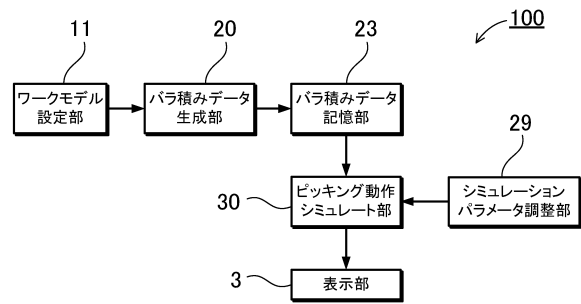 100
11
20
23
ワークモデル
設定部
バラ積みデータ
生成部
バラ積みデータ
記憶部
29
30
ピッキング動作
シミュレート部
シミュレーション
パラメータ調整部
3
表示部